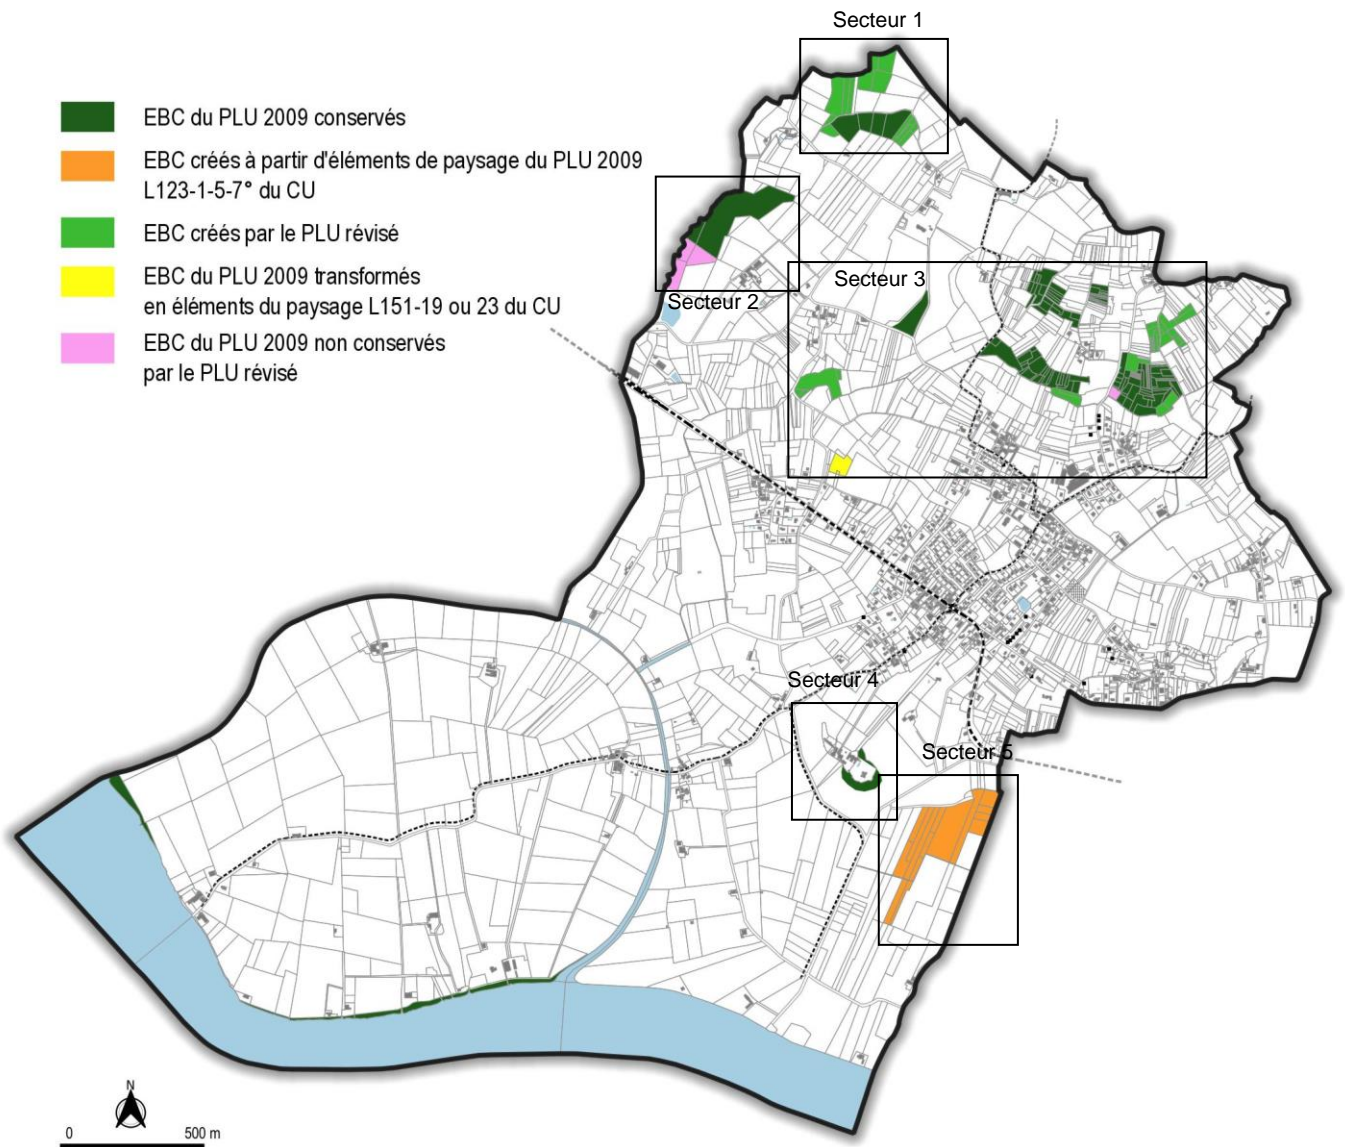 Secteur 1
EBC du PLU 2009 conservés
EBC créés à partir d'éléments de paysage du PLU 2009
L123-1-5-7° du CU
EBC créés par le PLU révisé
EBC du PLU 2009 transformés
en éléments du paysage L151-19 ou 23 du CU
EBC du PLU 2009 non conservés
par le PLU révisé
Secteur 3
Secteur 2
Secteur 4
Secteur 5
N
0 500 m